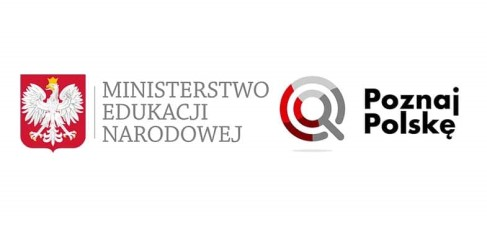 MINISTERSTWO
EDUKACJI
NARODOWEJ
Poznaj
Polskę